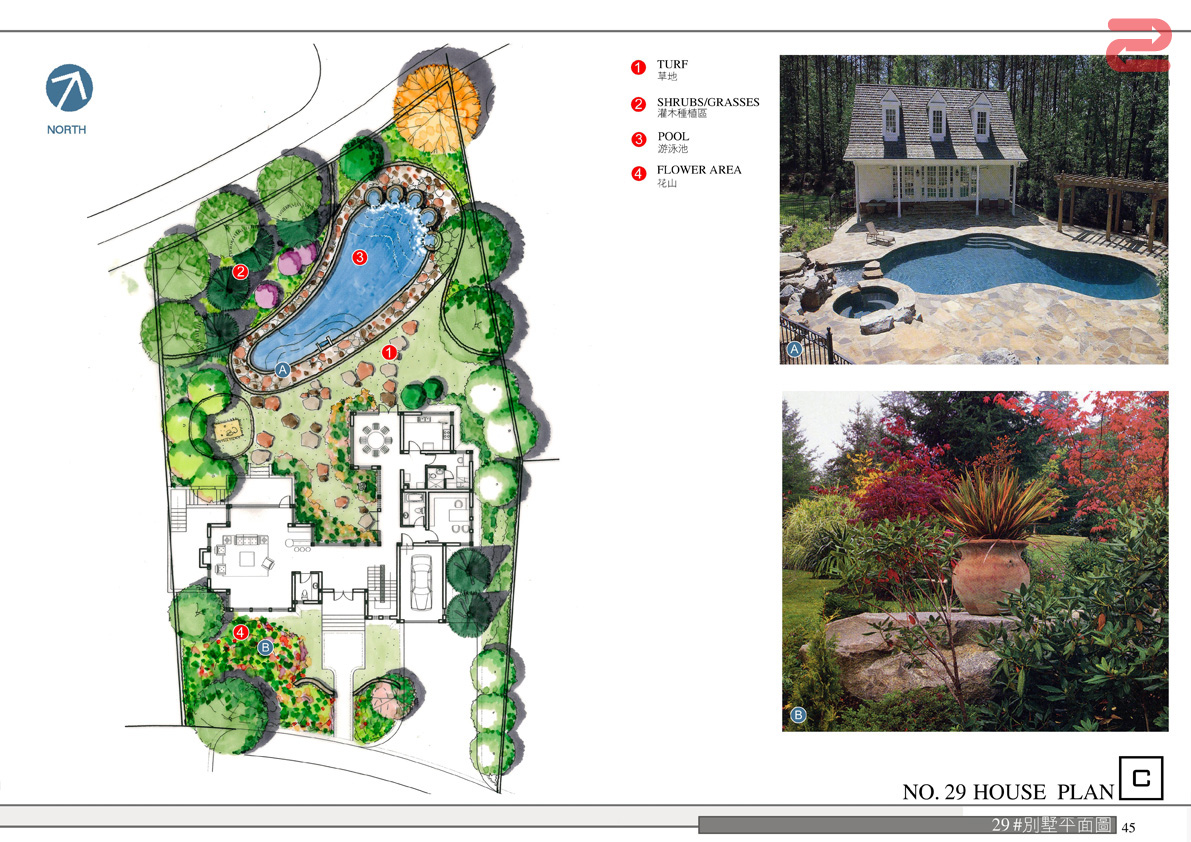 NORTH
1 TURF
草地
2 SHRUBS/GRASSES
灌木種植區
3 POOL
游泳池
4 FLOWER AREA
花山
2
3
1
A
4
B
A
B
NO. 29 HOUSE PLAN C
29#別墅平面圖 45